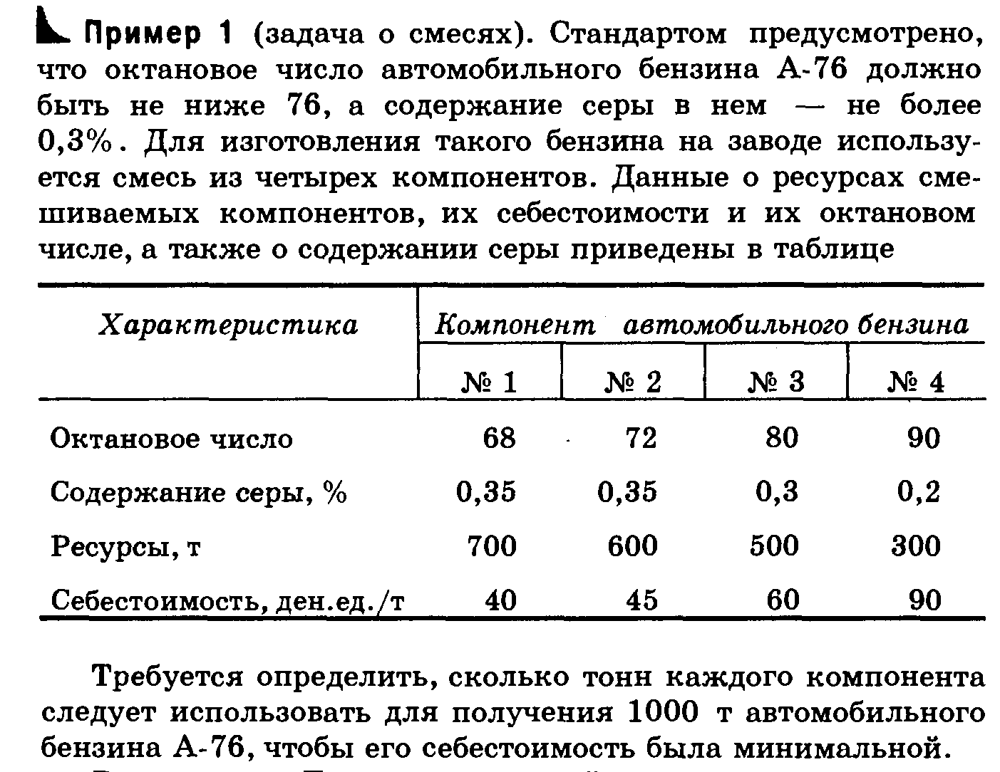 Пример 1 (задача о смесях). Стандартом предусмотрено,
что октановое число автомобильного бензина А-76 должно
быть не ниже 76, а содержание серы в нем — не более
0,3%. Для изготовления такого бензина на заводе использу-
ется смесь из четырех компонентов. Данные о ресурсах сме-
шиваемых компонентов, их себестоимости и их октановом
числе, а также о содержании серы приведены в таблице
Характеристика Компонент автомобильного бензина
№ 1 № 2 № 3 № 4
Октановое число 68 72 80 90
Содержание серы, % 0,35 0,35 0,3 0,2
Ресурсы, т 700 600 500 300
Себестоимость, ден.ед./т 40 45 60 90
Требуется определить, сколько тонн каждого компонента
следует использовать для получения 1000 т автомобильного
бензина А-76, чтобы его себестоимость была минимальной.